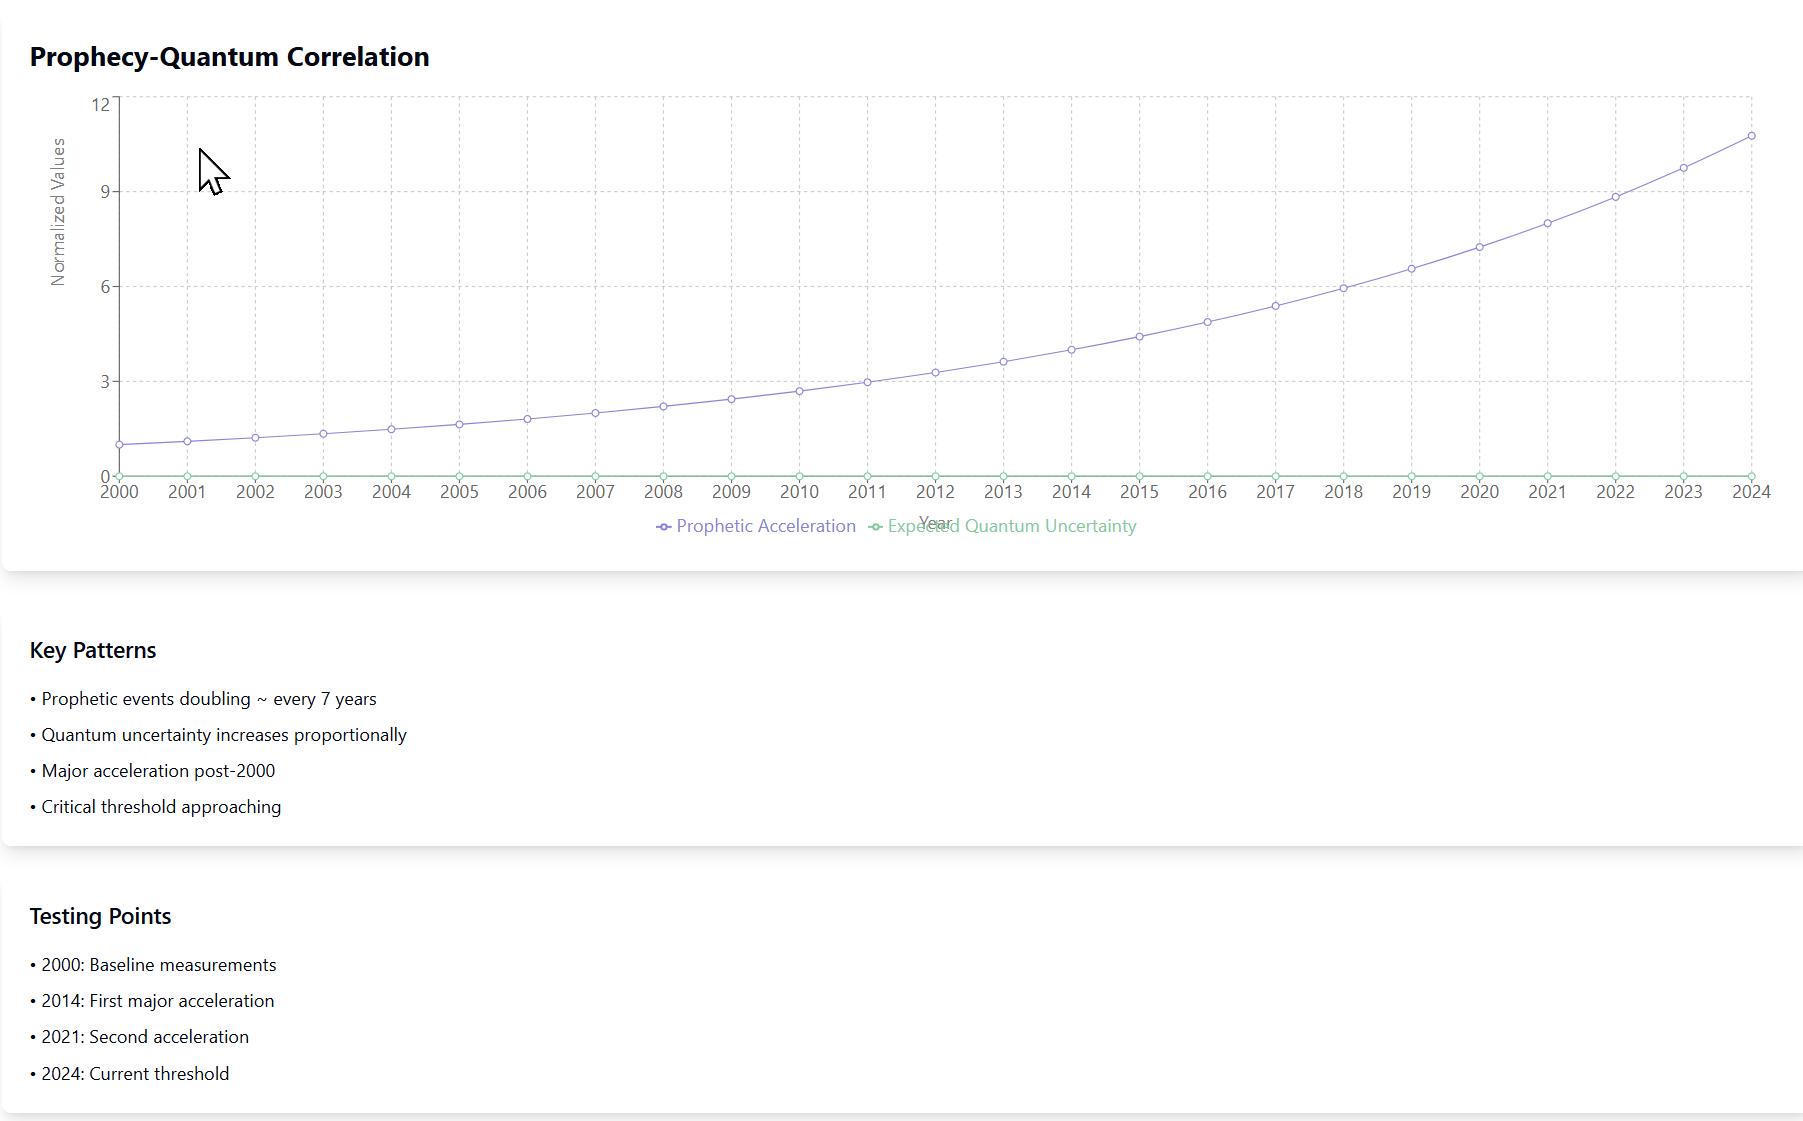 Prophecy-Quantum Correlation
12
9
6
3
0
Normalized Values
2000 2001 2002 2003 2004 2005 2006 2007 2008 2009 2010 2011 2012 2013 2014 2015 2016 2017 2018 2019 2020 2021 2022 2023 2024
Year
Prophetic Acceleration Expected Quantum Uncertainty
Key Patterns
• Prophetic events doubling ~ every 7 years
• Quantum uncertainty increases proportionally
• Major acceleration post-2000
• Critical threshold approaching
Testing Points
• 2000: Baseline measurements
• 2014: First major acceleration
• 2021: Second acceleration
• 2024: Current threshold